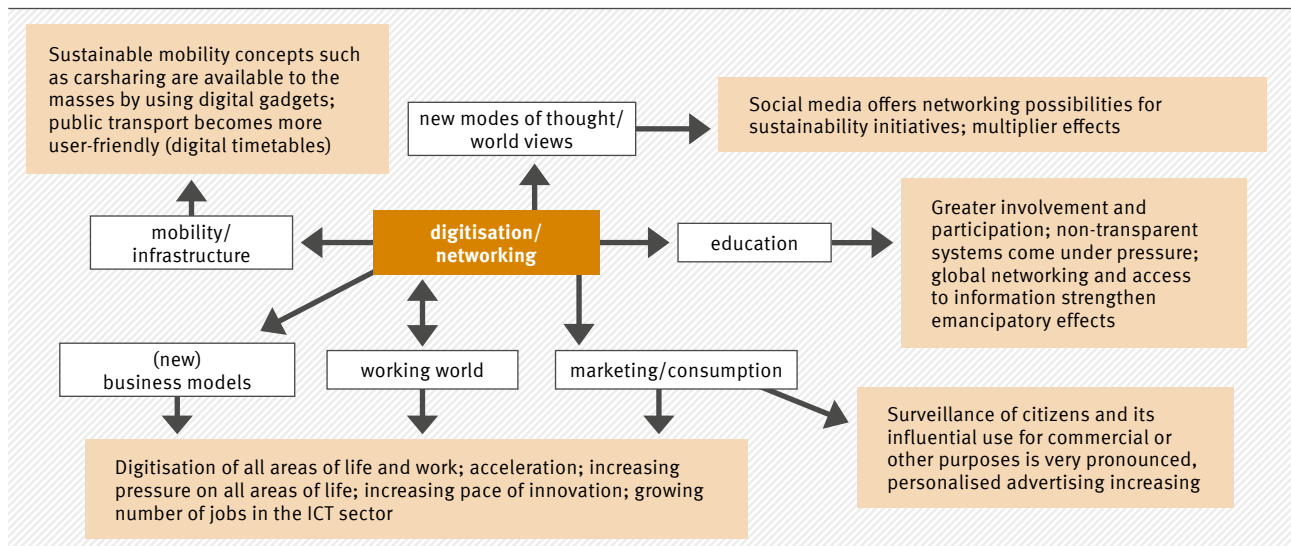 Sustainable mobility concepts such
as carsharing are available to the
masses by using digital gadgets;
public transport becomes more
user-friendly (digital timetables)
new modes of thought/
world views
Social media offers networking possibilities for
sustainability initiatives; multiplier effects
mobility/
infrastructure
digitisation/
networking
education
Greater involvement and
participation; non-transparent
systems come under pressure;
global networking and access
to information strengthen
emancipatory effects
(new)
business models
working world
marketing/consumption
Surveillance of citizens and its
influential use for commercial or
other purposes is very pronounced,
personalised advertising increasing
Digitisation of all areas of life and work; acceleration; increasing
pressure on all areas of life; increasing pace of innovation; growing
number of jobs in the ICT sector